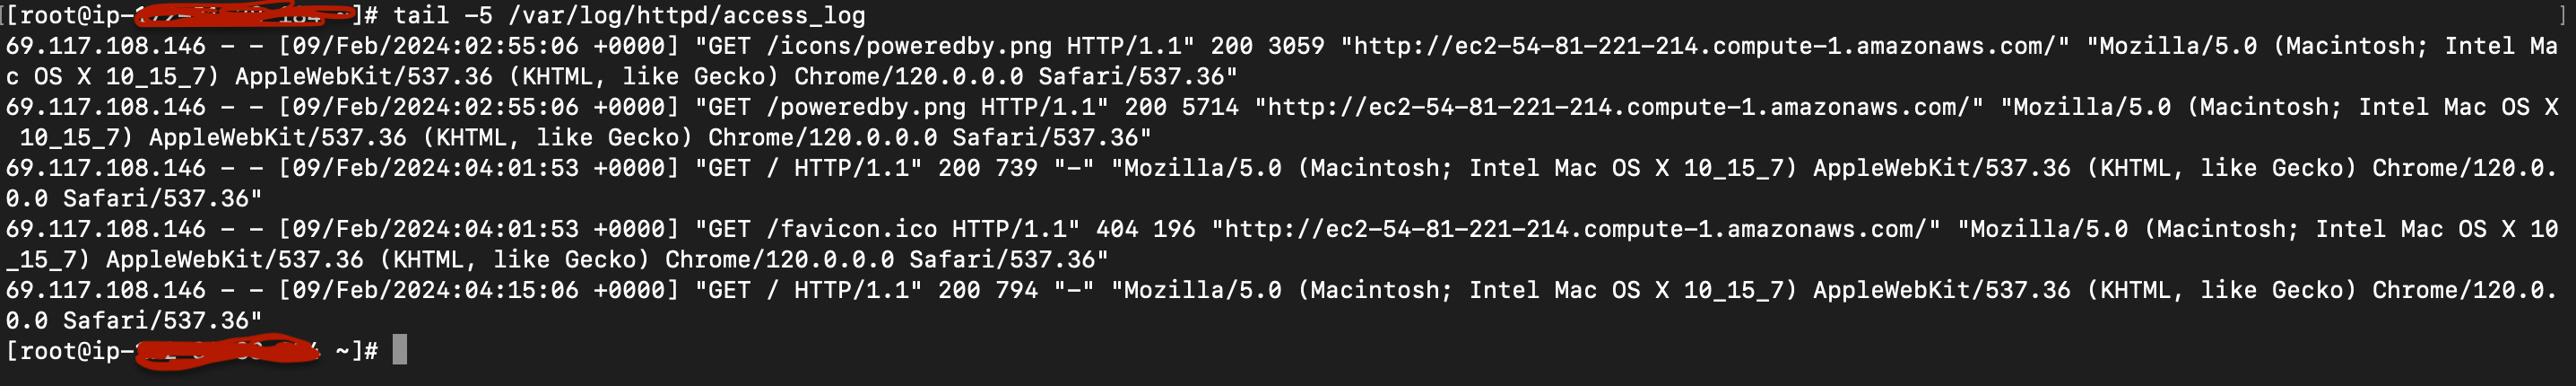 [[root@ip- ~]# tail -5 /var/log/httpd/access_log ]
69.117.108.146 - - [09/Feb/2024:02:55:06 +0000] "GET /icons/poweredby.png HTTP/1.1" 200 3059 "http://ec2-54-81-221-214.compute-1.amazonaws.com/" "Mozilla/5.0 (Macintosh; Intel Ma
c OS X 10_15_7) AppleWebKit/537.36 (KHTML, like Gecko) Chrome/120.0.0.0 Safari/537.36"
69.117.108.146 - - [09/Feb/2024:02:55:06 +0000] "GET /poweredby.png HTTP/1.1" 200 5714 "http://ec2-54-81-221-214.compute-1.amazonaws.com/" "Mozilla/5.0 (Macintosh; Intel Mac OS X
 10_15_7) AppleWebKit/537.36 (KHTML, like Gecko) Chrome/120.0.0.0 Safari/537.36"
69.117.108.146 - - [09/Feb/2024:04:01:53 +0000] "GET / HTTP/1.1" 200 739 "-" "Mozilla/5.0 (Macintosh; Intel Mac OS X 10_15_7) AppleWebKit/537.36 (KHTML, like Gecko) Chrome/120.0.
0.0 Safari/537.36"
69.117.108.146 - - [09/Feb/2024:04:01:53 +0000] "GET /favicon.ico HTTP/1.1" 404 196 "http://ec2-54-81-221-214.compute-1.amazonaws.com/" "Mozilla/5.0 (Macintosh; Intel Mac OS X 10
_15_7) AppleWebKit/537.36 (KHTML, like Gecko) Chrome/120.0.0.0 Safari/537.36"
69.117.108.146 - - [09/Feb/2024:04:15:06 +0000] "GET / HTTP/1.1" 200 794 "-" "Mozilla/5.0 (Macintosh; Intel Mac OS X 10_15_7) AppleWebKit/537.36 (KHTML, like Gecko) Chrome/120.0.
0.0 Safari/537.36"
[root@ip- ~]#